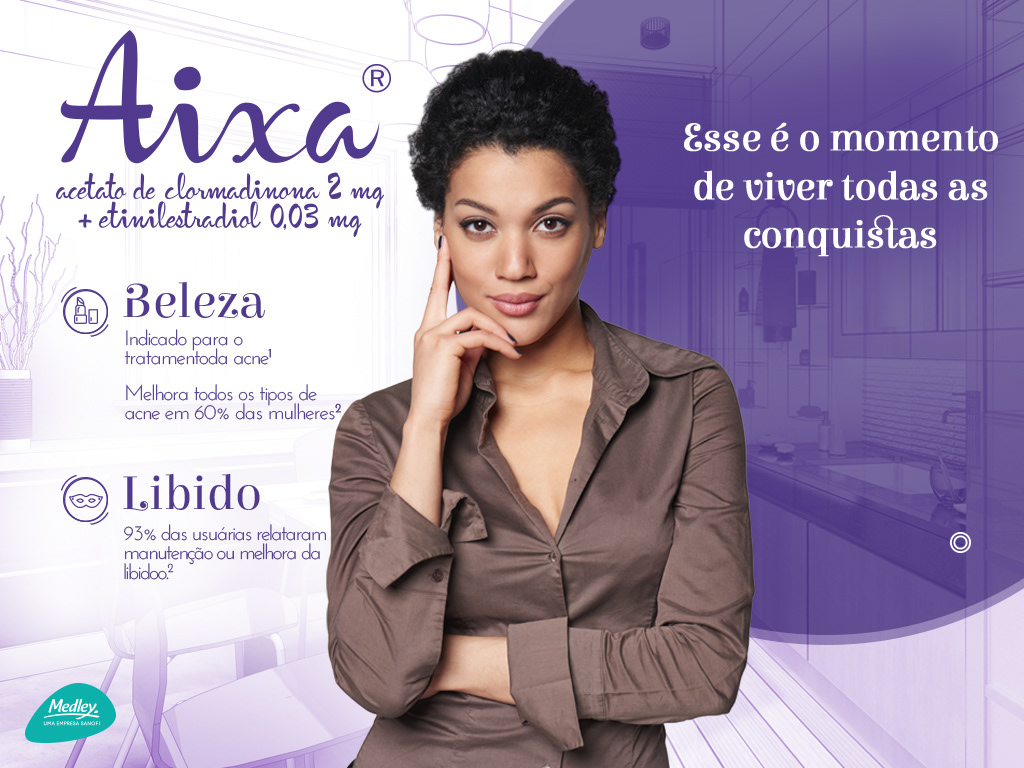 Aixa®
acetato de clormadinona 2 mg
+ etinilestradiol 0,03 mg
Esse é o momento
de viver todas as
conquistas
Beleza
Indicado para o
tratamentoda acne¹
Melhora todos os tipos de
acne em 60% das mulheres²
Libido
93% das usuárias relataram
manutenção ou melhora da
libidoo.²
Medley.
UMA EMPRESA SANOFI